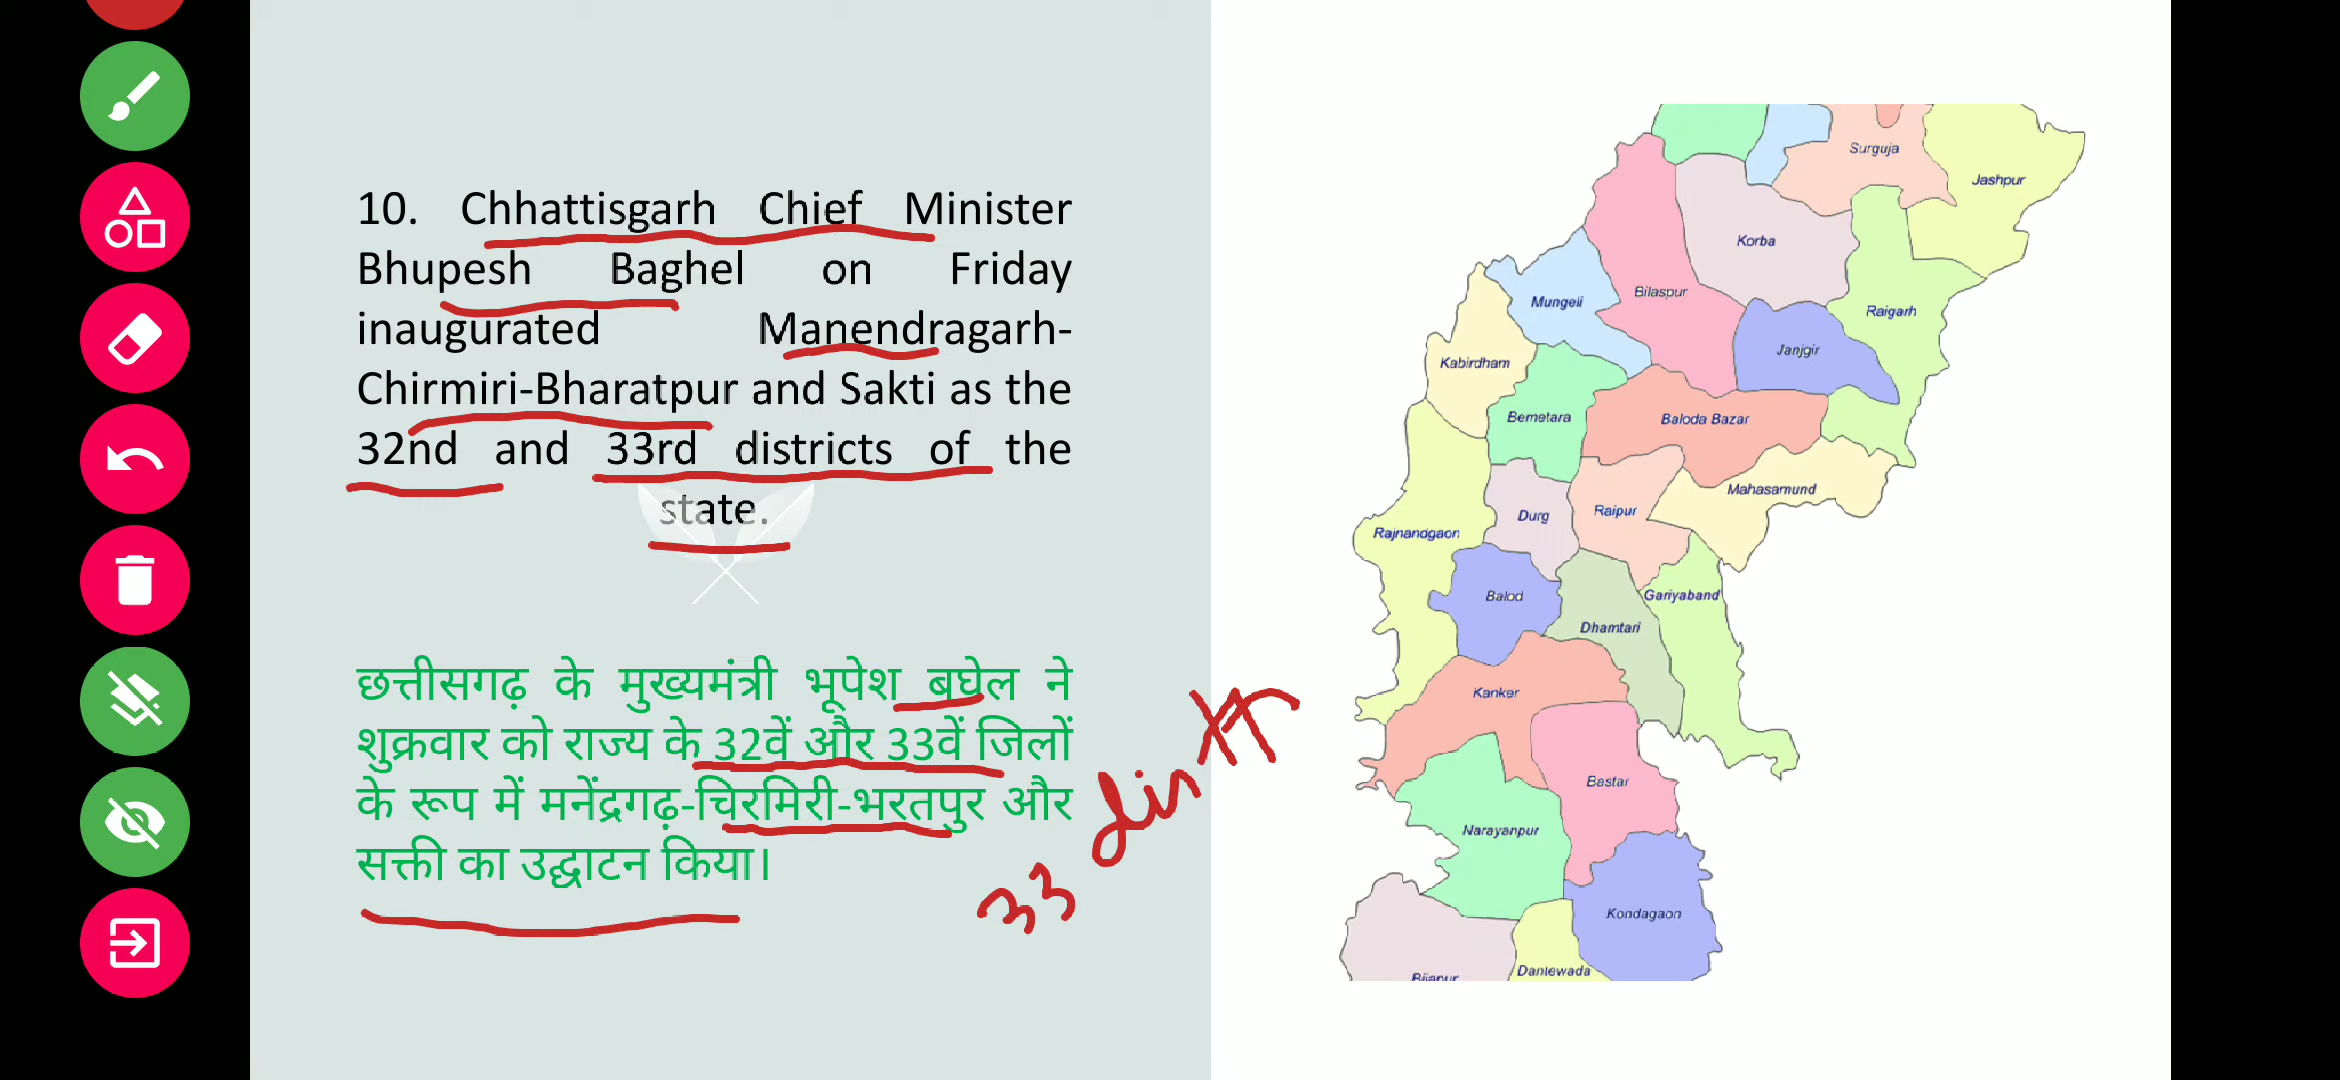 10. Chhattisgarh Chief Minister
Bhupesh Baghel on Friday
inaugurated Manendragarh-
Chirmiri-Bharatpur and Sakti as the
32nd and 33rd districts of the
state.
छत्तीसगढ़ के मुख्यमंत्री भूपेश बघेल ने
शुक्रवार को राज्य के 32वें और 33वें जिलों
के रूप में मनेंद्रगढ़-चिरमिरी-भरतपुर और
सक्ती का उद्घाटन किया।
33
Surguja
Jashpur
Korba
Bilaspur
Mungeli
Raigarh
Janjgir
Kabirdham
Bemetara
Baloda Bazar
Mahasamund
Raipur
Durg
Rajnandgaon
Balod
Gariyaband
Dhamtari
Kanker
Bastar
Narayanpur
Kondagaon
Dantewada
Bijapur